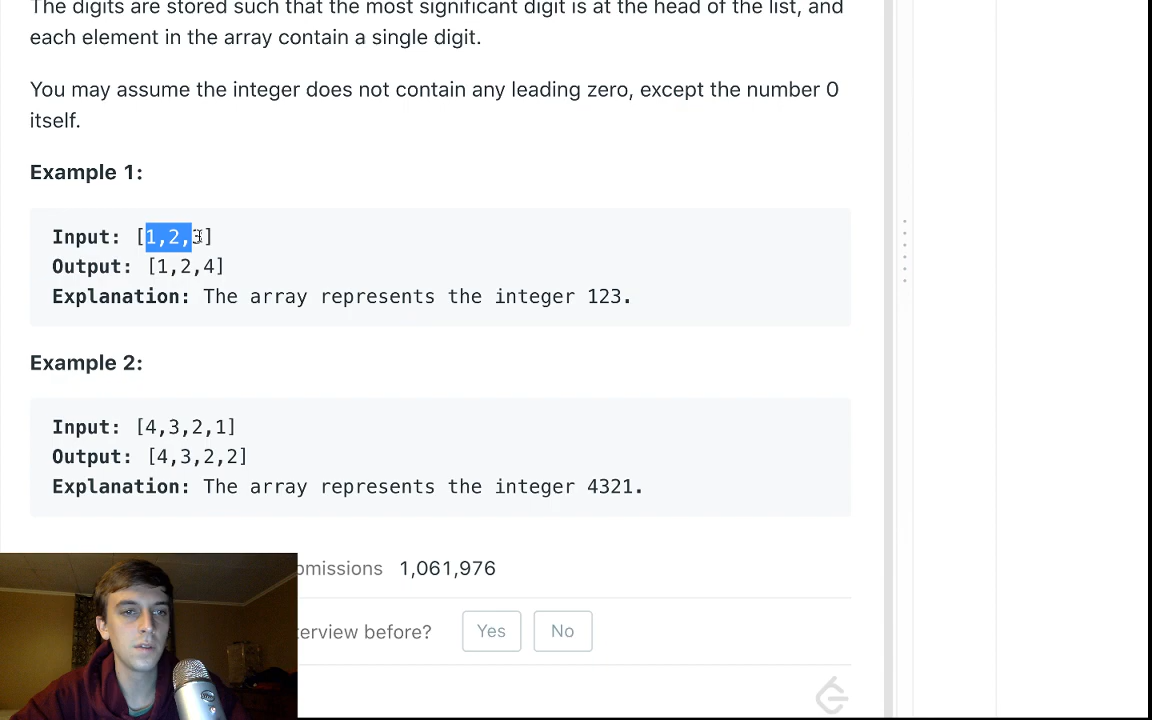 The digits are stored such that the most significant digit is at the head of the list, and
each element in the array contain a single digit.
You may assume the integer does not contain any leading zero, except the number 0
itself.
Example 1:
Input: [1,2,3]
Output: [1,2,4]
Explanation: The array represents the integer 123.
Example 2:
Input: [4,3,2,1]
Output: [4,3,2,2]
Explanation: The array represents the integer 4321.
omissions 1,061,976
terview before? Yes No